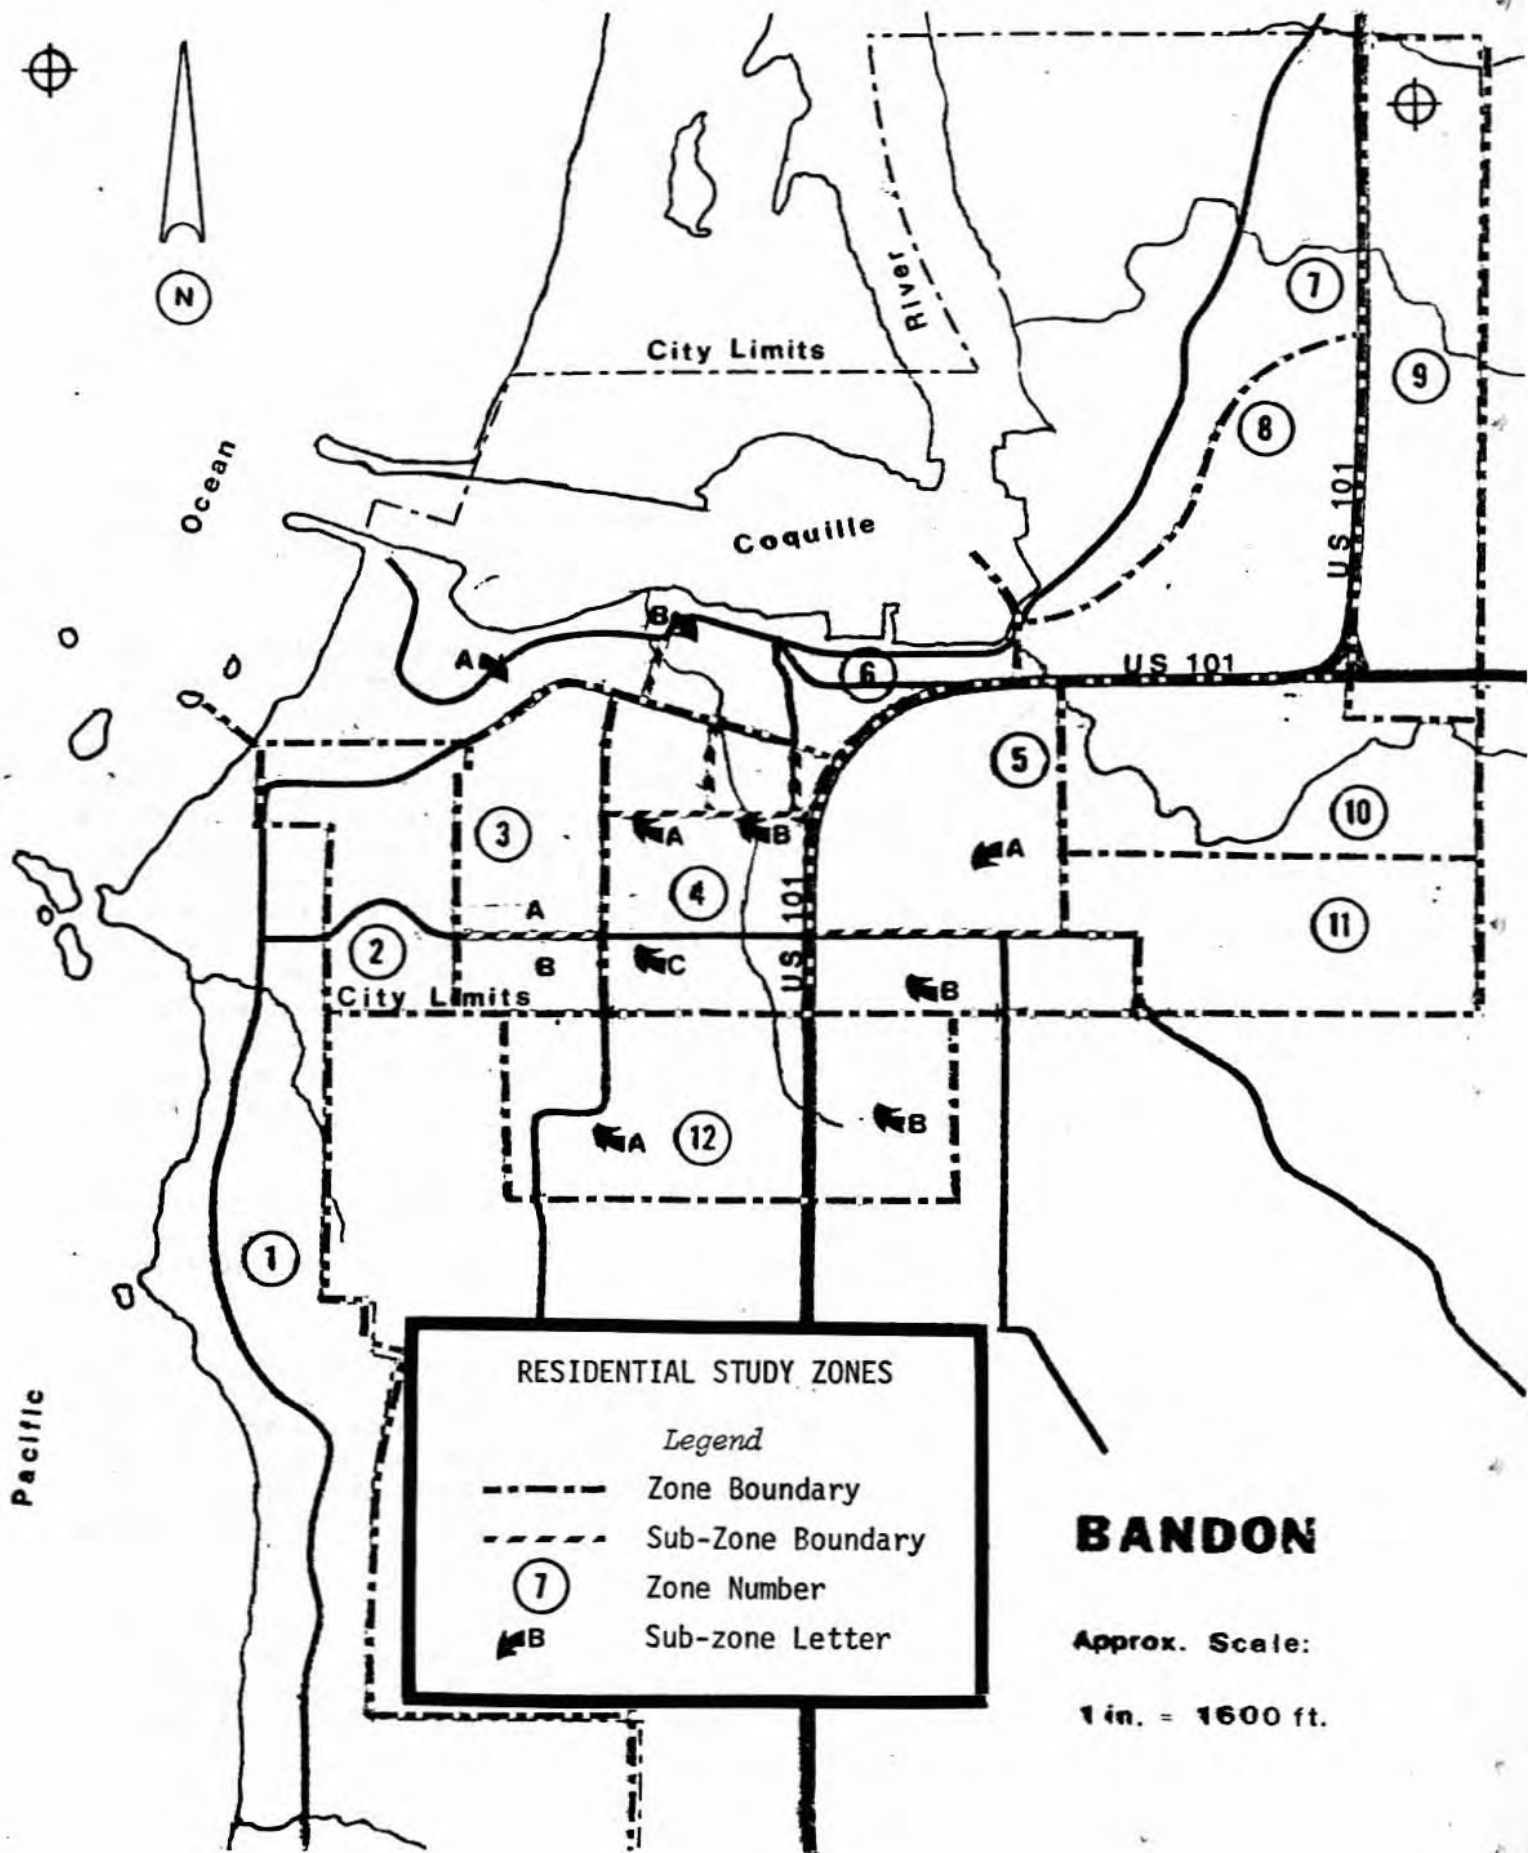 N
River
City Limits
7
9
8
Ocean
US 101
Coquille
B
A
6
US 101
5
3
10
A
B
A
4
US 101
A
11
2
B
C
B
City Limits
A
12
B
1
RESIDENTIAL STUDY ZONES
Legend
Zone Boundary
Sub-Zone Boundary
7 Zone Number
B Sub-zone Letter
Pacific
BANDON
Approx. Scale:
1 in. = 1600 ft.